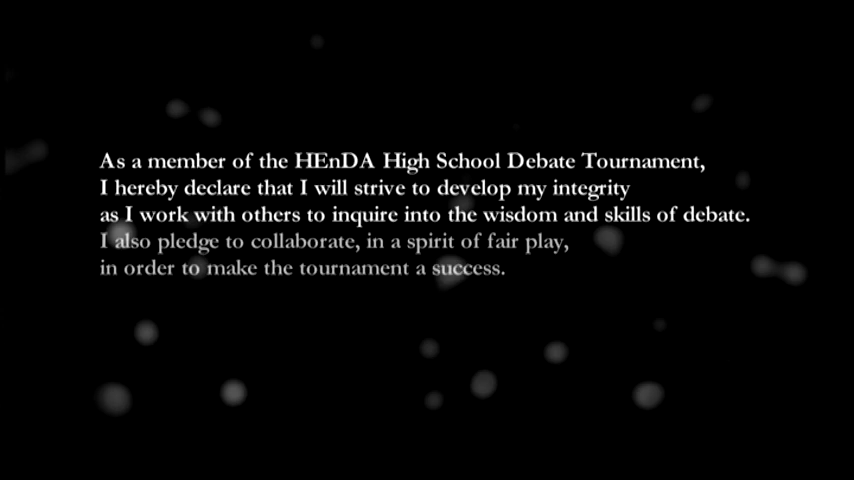 As a member of the HEnDA High School Debate Tournament,
I hereby declare that I will strive to develop my integrity
as I work with others to inquire into the wisdom and skills of debate.
I also pledge to collaborate, in a spirit of fair play,
in order to make the tournament a success.